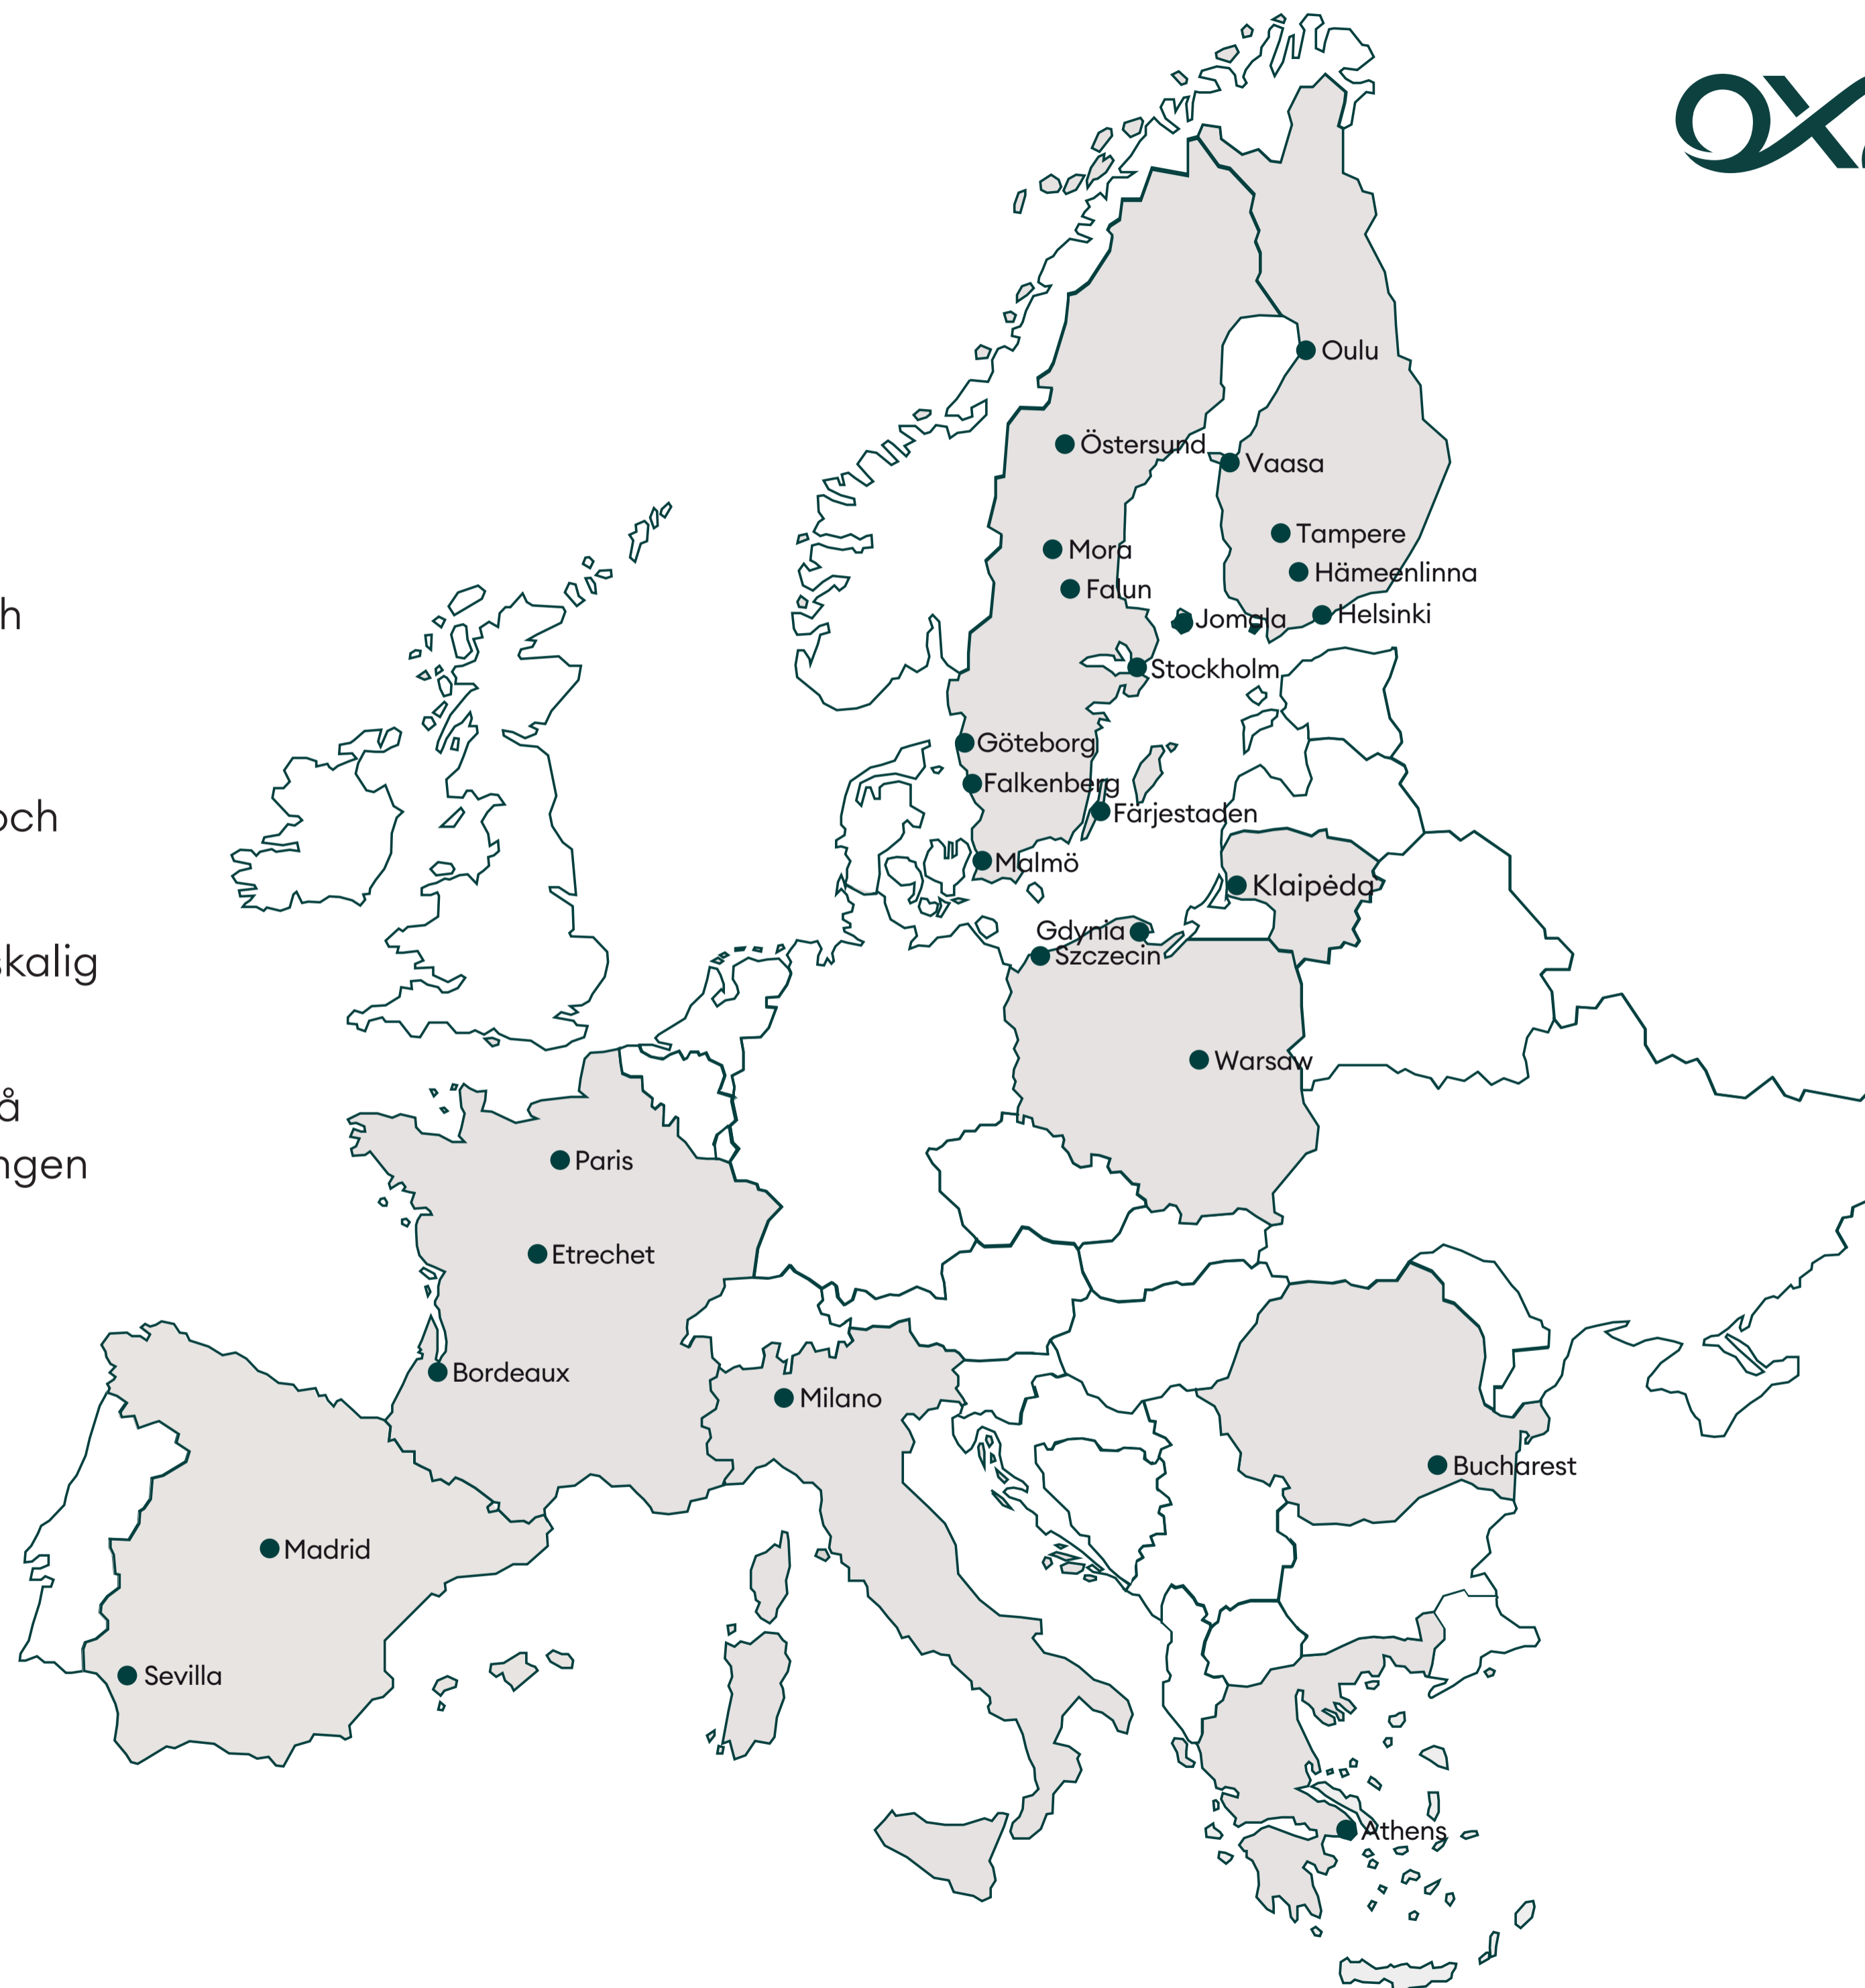 OX
Oulu
Östersund
Vaasa
Tampere
Mora
Hämeenlinna
Falun
h
Jomala
Helsinki
Stockholm
Göteborg
Falkenberg
och
Färjestaden
Malmö
Klaipėda
Gdynia
skalig
Szczecin
Warsaw
å
Paris
ngen
Etrechet
Bordeaux
Milano
Bucharest
Madrid
Sevilla
Athens